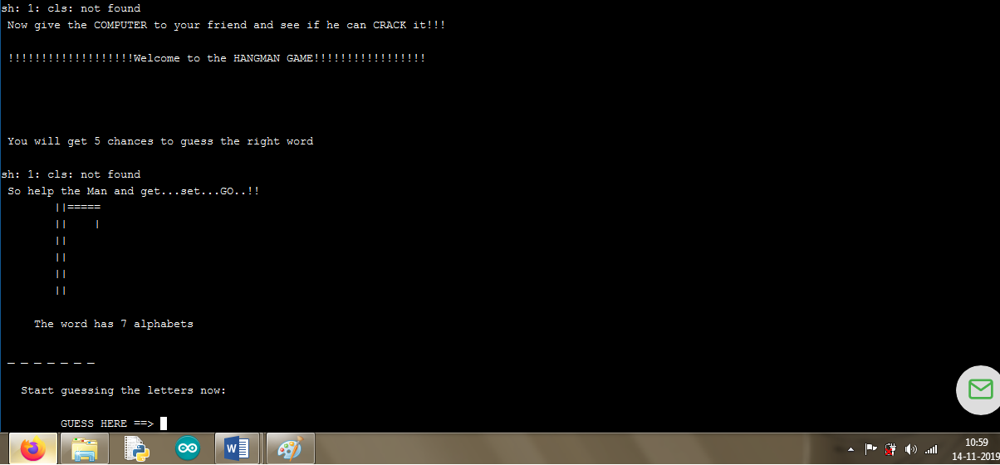 sh: 1: cls: not found
Now give the COMPUTER to your friend and see if he can CRACK it!!!
!!!!!!!!!!!!!!!!!!!Welcome to the HANGMAN GAME!!!!!!!!!!!!!!!!!
You will get 5 chances to guess the right word
sh: 1: cls: not found
So help the Man and get...set...GO..!!
||=====
||    |
||
||
||
||
The word has 7 alphabets
_ _ _ _ _ _ _
Start guessing the letters now:
GUESS HERE ==>
10:59
14-11-2019